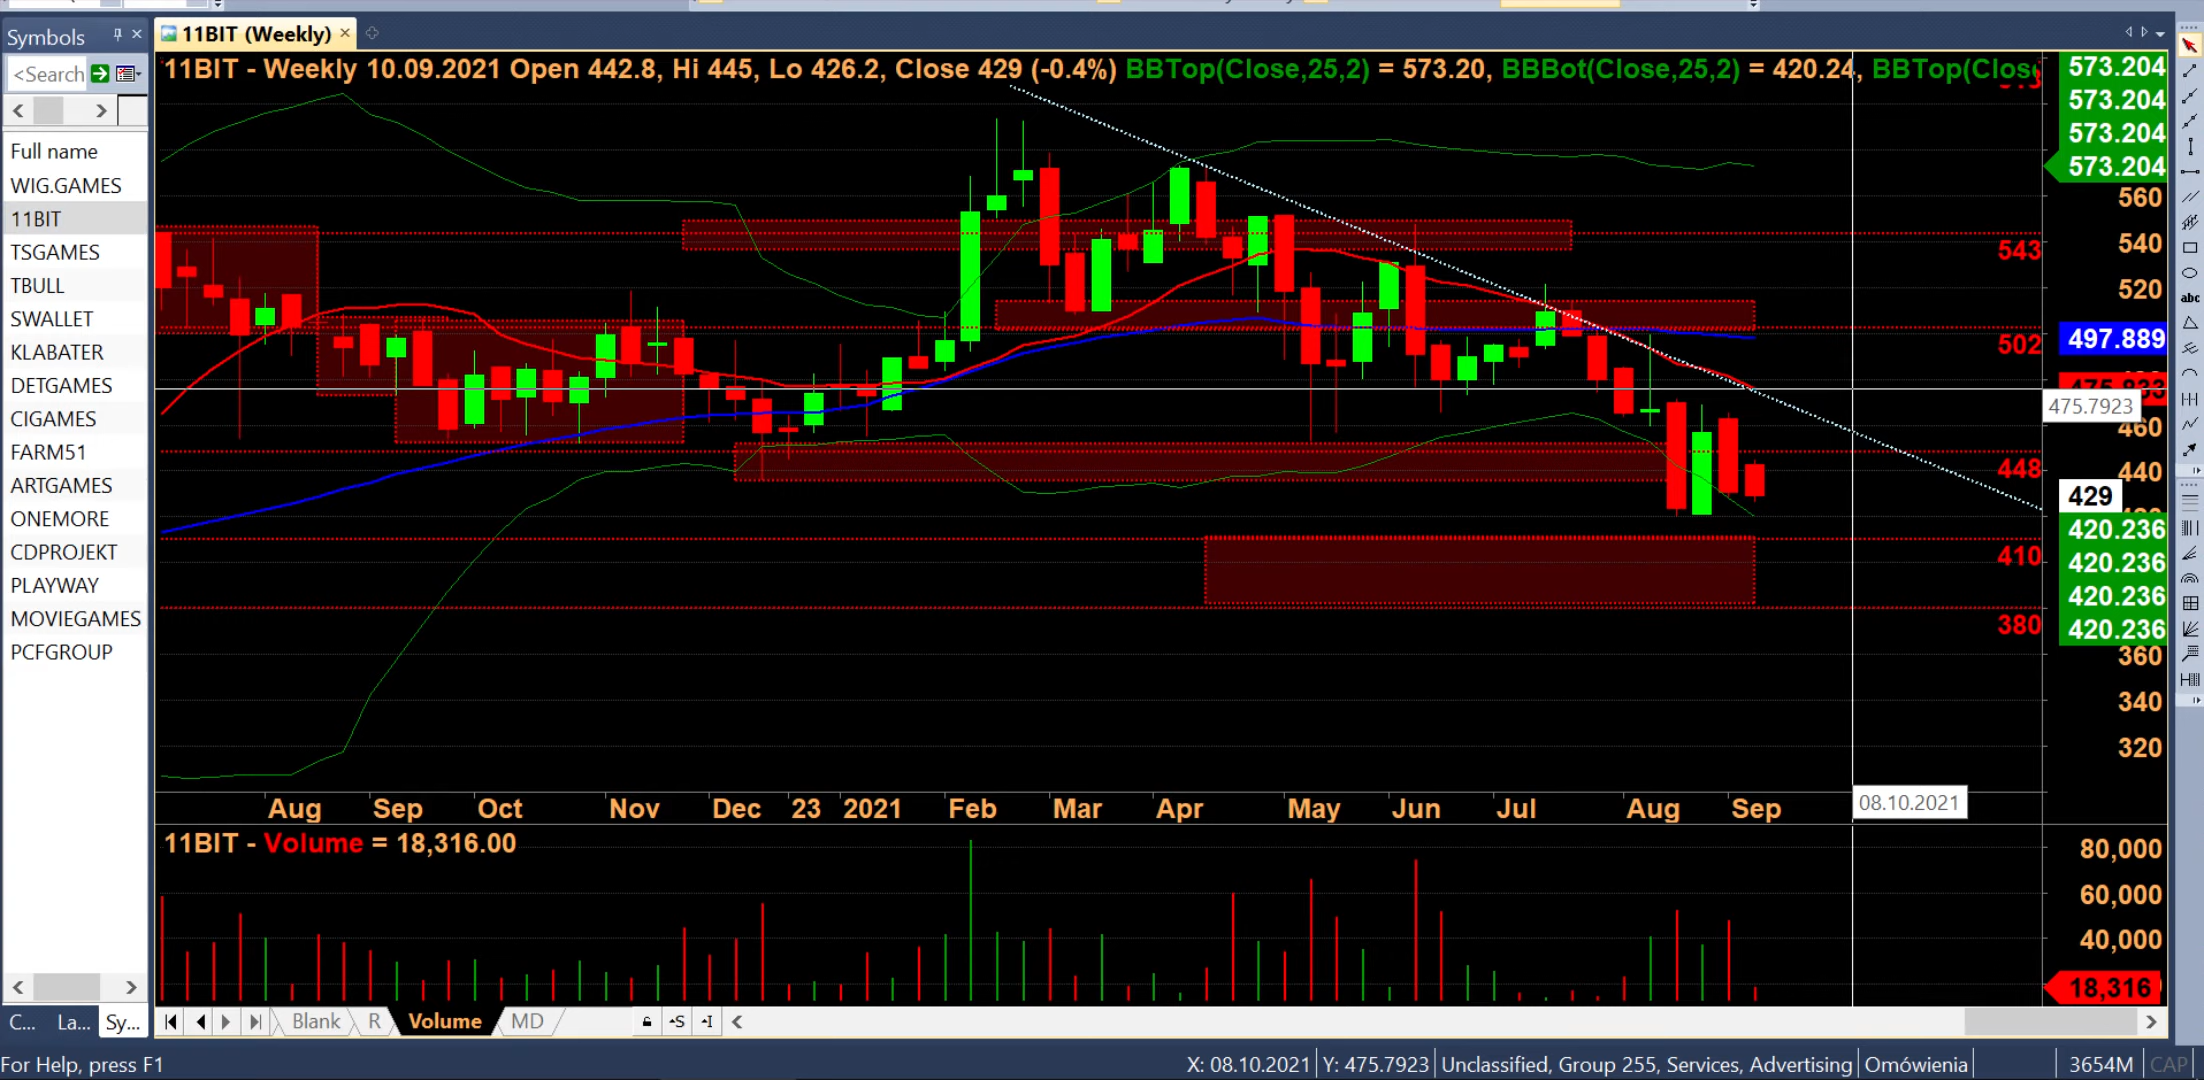 Symbols
<Search
Full name
WIG.GAMES
11BIT
TSGAMES
TBULL
SWALLET
KLABATER
DETGAMES
CIGAMES
FARM51
ARTGAMES
ONEMORE
CDPROJEKT
PLAYWAY
MOVIEGAMES
PCFGROUP
C...
La...
Sy...
11BIT (Weekly)
11BIT - Weekly 10.09.2021 Open 442.8, Hi 445, Lo 426.2, Close 429 (-0.4%) BBTop(Close,25,2) = 573.20, BBBot(Close,25,2) = 420.24, BBTop(Clos
573.204
573.204
573.204
573.204
560
540
543
520
497.889
502
475.7923
460
448
440
429
420.236
410
420.236
420.236
380
420.236
360
340
320
Aug Sep Oct Nov Dec 23 2021 Feb Mar Apr May Jun Jul Aug Sep
08.10.2021
11BIT - Volume = 18,316.00
80,000
60,000
40,000
18,316
Blank R Volume MD
abc
For Help, press F1
X: 08.10.2021 Y: 475.7923 Unclassified, Group 255, Services, Advertising Omówienia 3654M CAP